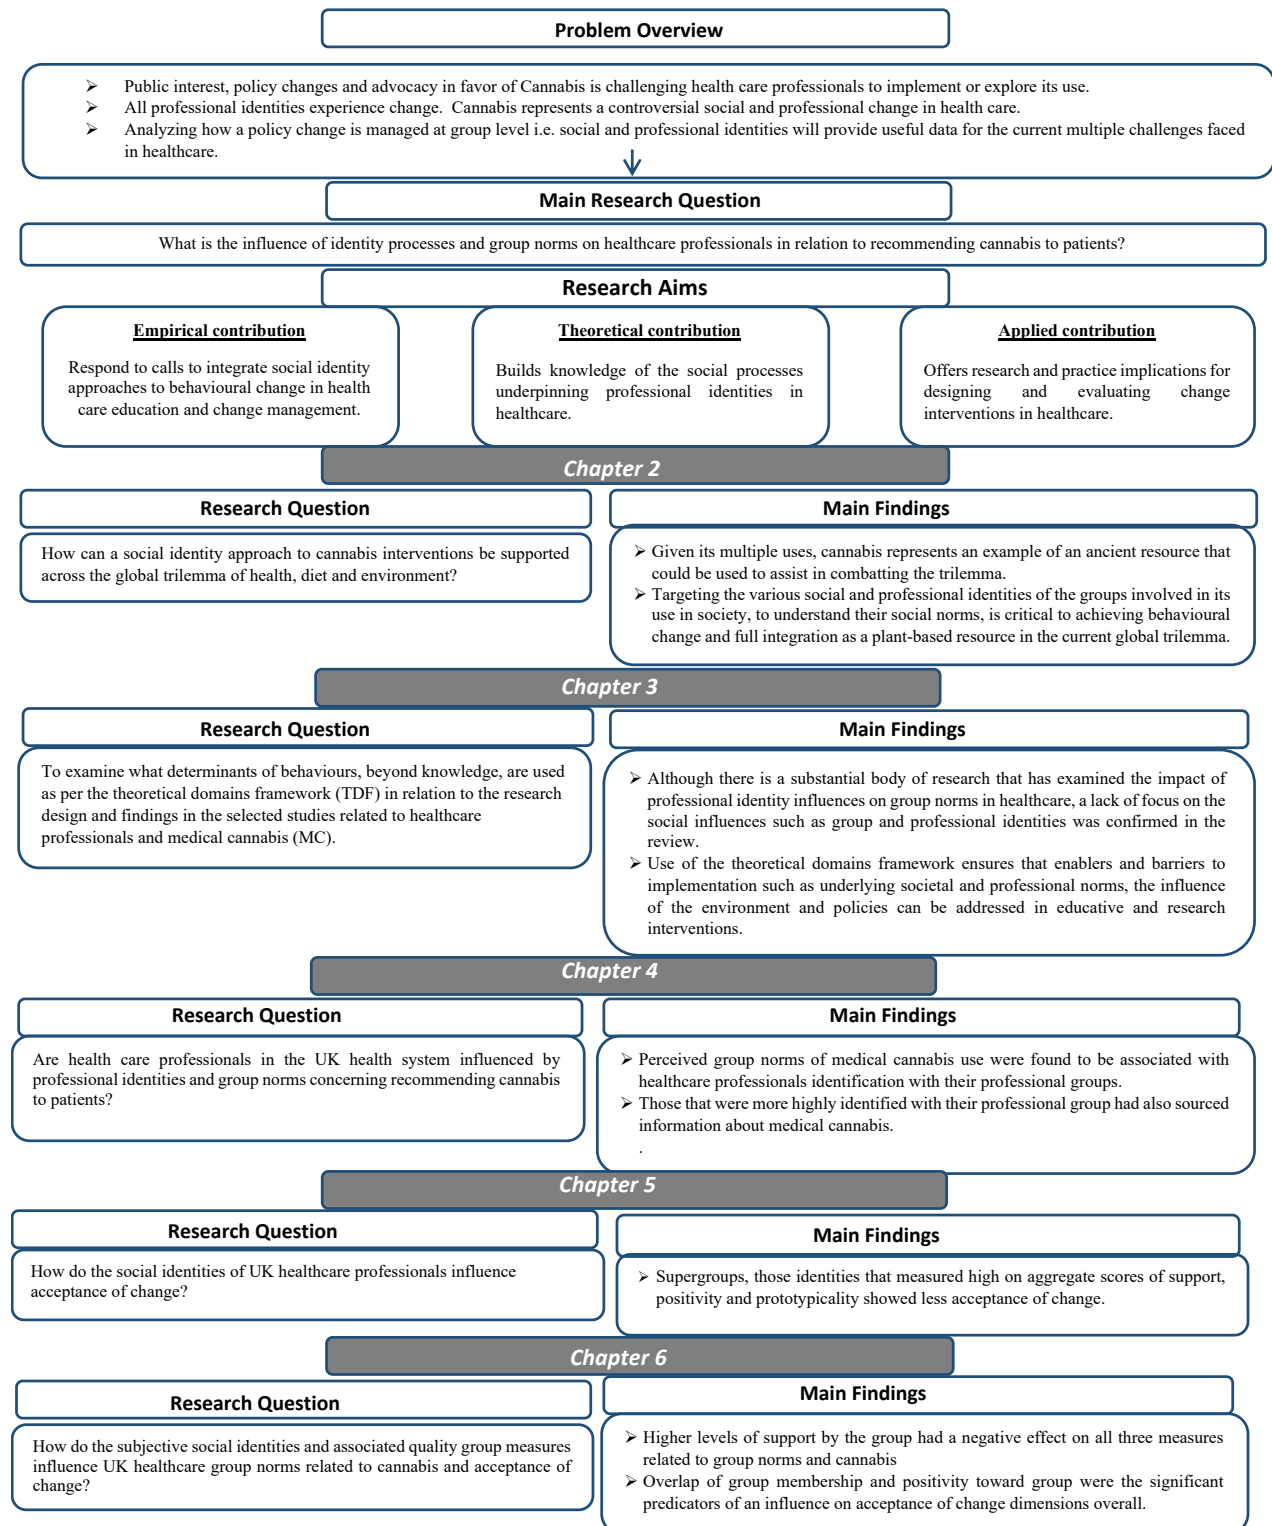 Problem Overview
➢ Public interest, policy changes and advocacy in favor of Cannabis is challenging health care professionals to implement or explore its use.
➢ All professional identities experience change. Cannabis represents a controversial social and professional change in health care.
➢ Analyzing how a policy change is managed at group level i.e. social and professional identities will provide useful data for the current multiple challenges faced
in healthcare.
Main Research Question
What is the influence of identity processes and group norms on healthcare professionals in relation to recommending cannabis to patients?
Research Aims
Empirical contribution
Respond to calls to integrate social identity
approaches to behavioural change in health
care education and change management.
Theoretical contribution
Builds knowledge of the social processes
underpinning professional identities in
healthcare.
Applied contribution
Offers research and practice implications for
designing and evaluating change
interventions in healthcare.
Chapter 2
Research Question
How can a social identity approach to cannabis interventions be supported
across the global trilemma of health, diet and environment?
Main Findings
➢ Given its multiple uses, cannabis represents an example of an ancient resource that
could be used to assist in combatting the trilemma.
➢ Targeting the various social and professional identities of the groups involved in its
use in society, to understand their social norms, is critical to achieving behavioural
change and full integration as a plant-based resource in the current global trilemma.
Chapter 3
Research Question
To examine what determinants of behaviours, beyond knowledge, are used
as per the theoretical domains framework (TDF) in relation to the research
design and findings in the selected studies related to healthcare
professionals and medical cannabis (MC).
Main Findings
➢ Although there is a substantial body of research that has examined the impact of
professional identity influences on group norms in healthcare, a lack of focus on the
social influences such as group and professional identities was confirmed in the
review.
➢ Use of the theoretical domains framework ensures that enablers and barriers to
implementation such as underlying societal and professional norms, the influence
of the environment and policies can be addressed in educative and research
interventions.
Chapter 4
Research Question
Are health care professionals in the UK health system influenced by
professional identities and group norms concerning recommending cannabis
to patients?
Main Findings
➢ Perceived group norms of medical cannabis use were found to be associated with
healthcare professionals identification with their professional groups.
➢ Those that were more highly identified with their professional group had also sourced
information about medical cannabis.
.
Chapter 5
Research Question
How do the social identities of UK healthcare professionals influence
acceptance of change?
Main Findings
➢ Supergroups, those identities that measured high on aggregate scores of support,
positivity and prototypicality showed less acceptance of change.
Chapter 6
Research Question
How do the subjective social identities and associated quality group measures
influence UK healthcare group norms related to cannabis and acceptance of
change?
Main Findings
➢ Higher levels of support by the group had a negative effect on all three measures
related to group norms and cannabis
➢ Overlap of group membership and positivity toward group were the significant
predicators of an influence on acceptance of change dimensions overall.